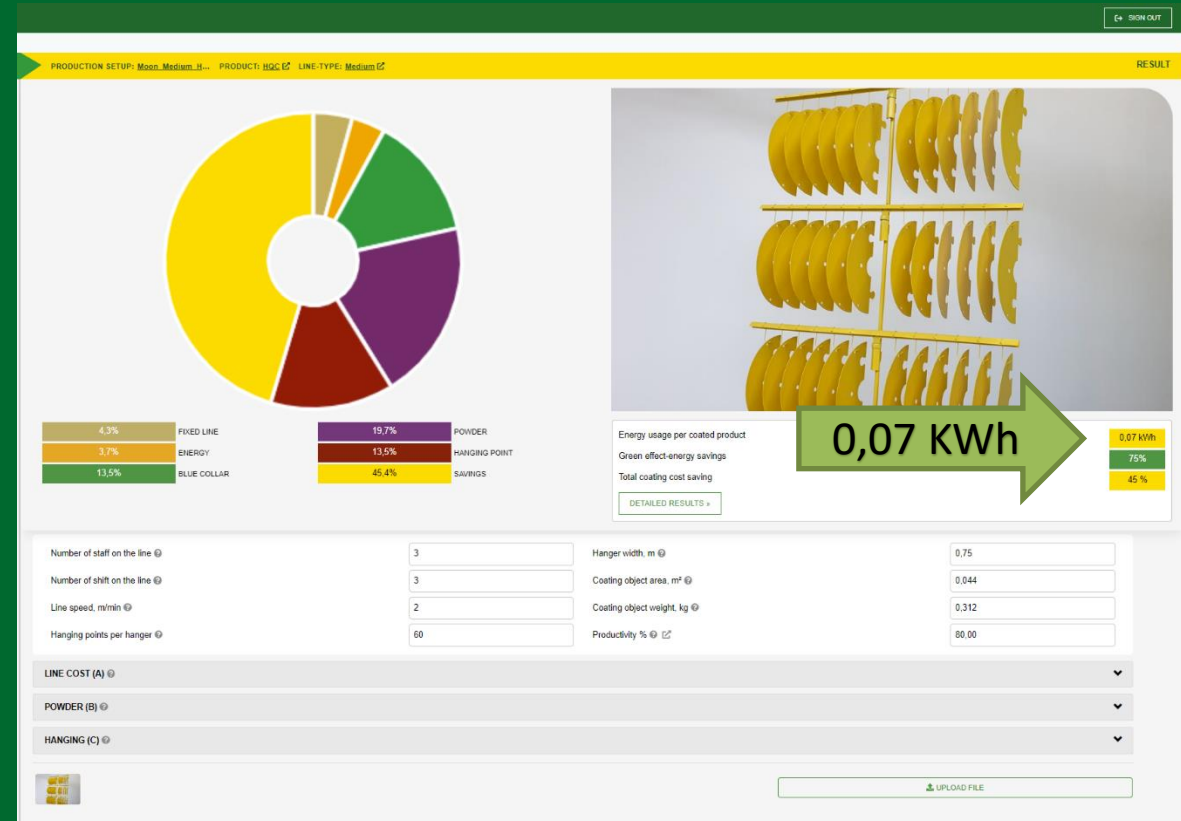 SIGN OUT
PRODUCTION SETUP: Moon_Medium_H... PRODUCT: HQC LINE-TYPE: Medium
RESULT
4,3% FIXED LINE 19,7% POWDER
3,7% ENERGY 13,5% HANGING POINT
13,5% BLUE COLLAR 45,4% SAVINGS
Energy usage per coated product 0,07 kWh
Green effect-energy savings 75%
Total coating cost saving 45 %
DETAILED RESULTS »
0,07 KWh
Number of staff on the line 3 Hanger width, m 0,75
Number of shift on the line 3 Coating object area, m² 0,044
Line speed, m/min 2 Coating object weight, kg 0,312
Hanging points per hanger 60 Productivity % 80,00
LINE COST (A)
POWDER (B)
HANGING (C)
UPLOAD FILE